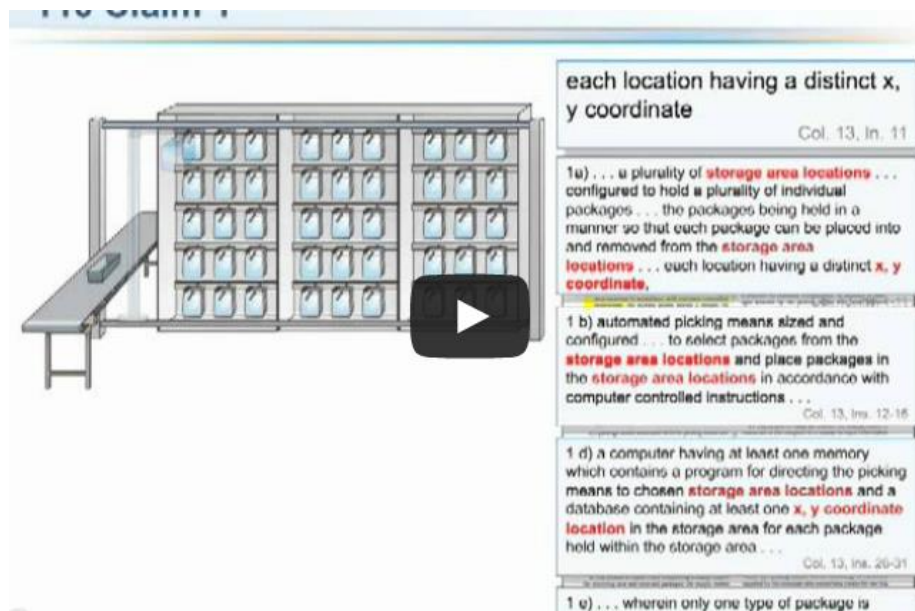 Claim 1
each location having a distinct x,
y coordinate
Col. 13, ln. 11
1a) . . . a plurality of storage area locations . . .
configured to hold a plurality of individual
packages . . . the packages being held in a
manner so that each package can be placed into
and removed from the storage area
locations . . . each location having a distinct x, y
coordinate,
1 b) automated picking means sized and
configured . . . to select packages from the
storage area locations and place packages in
the storage area locations in accordance with
computer controlled instructions . . .
Col. 13, lns. 12-16
1 d) a computer having at least one memory
which contains a program for directing the picking
means to chosen storage area locations and a
database containing at least one x, y coordinate
location in the storage area for each package
held within the storage area . . .
Col. 13, lns. 26-31
1 e) . . . wherein only one type of package is